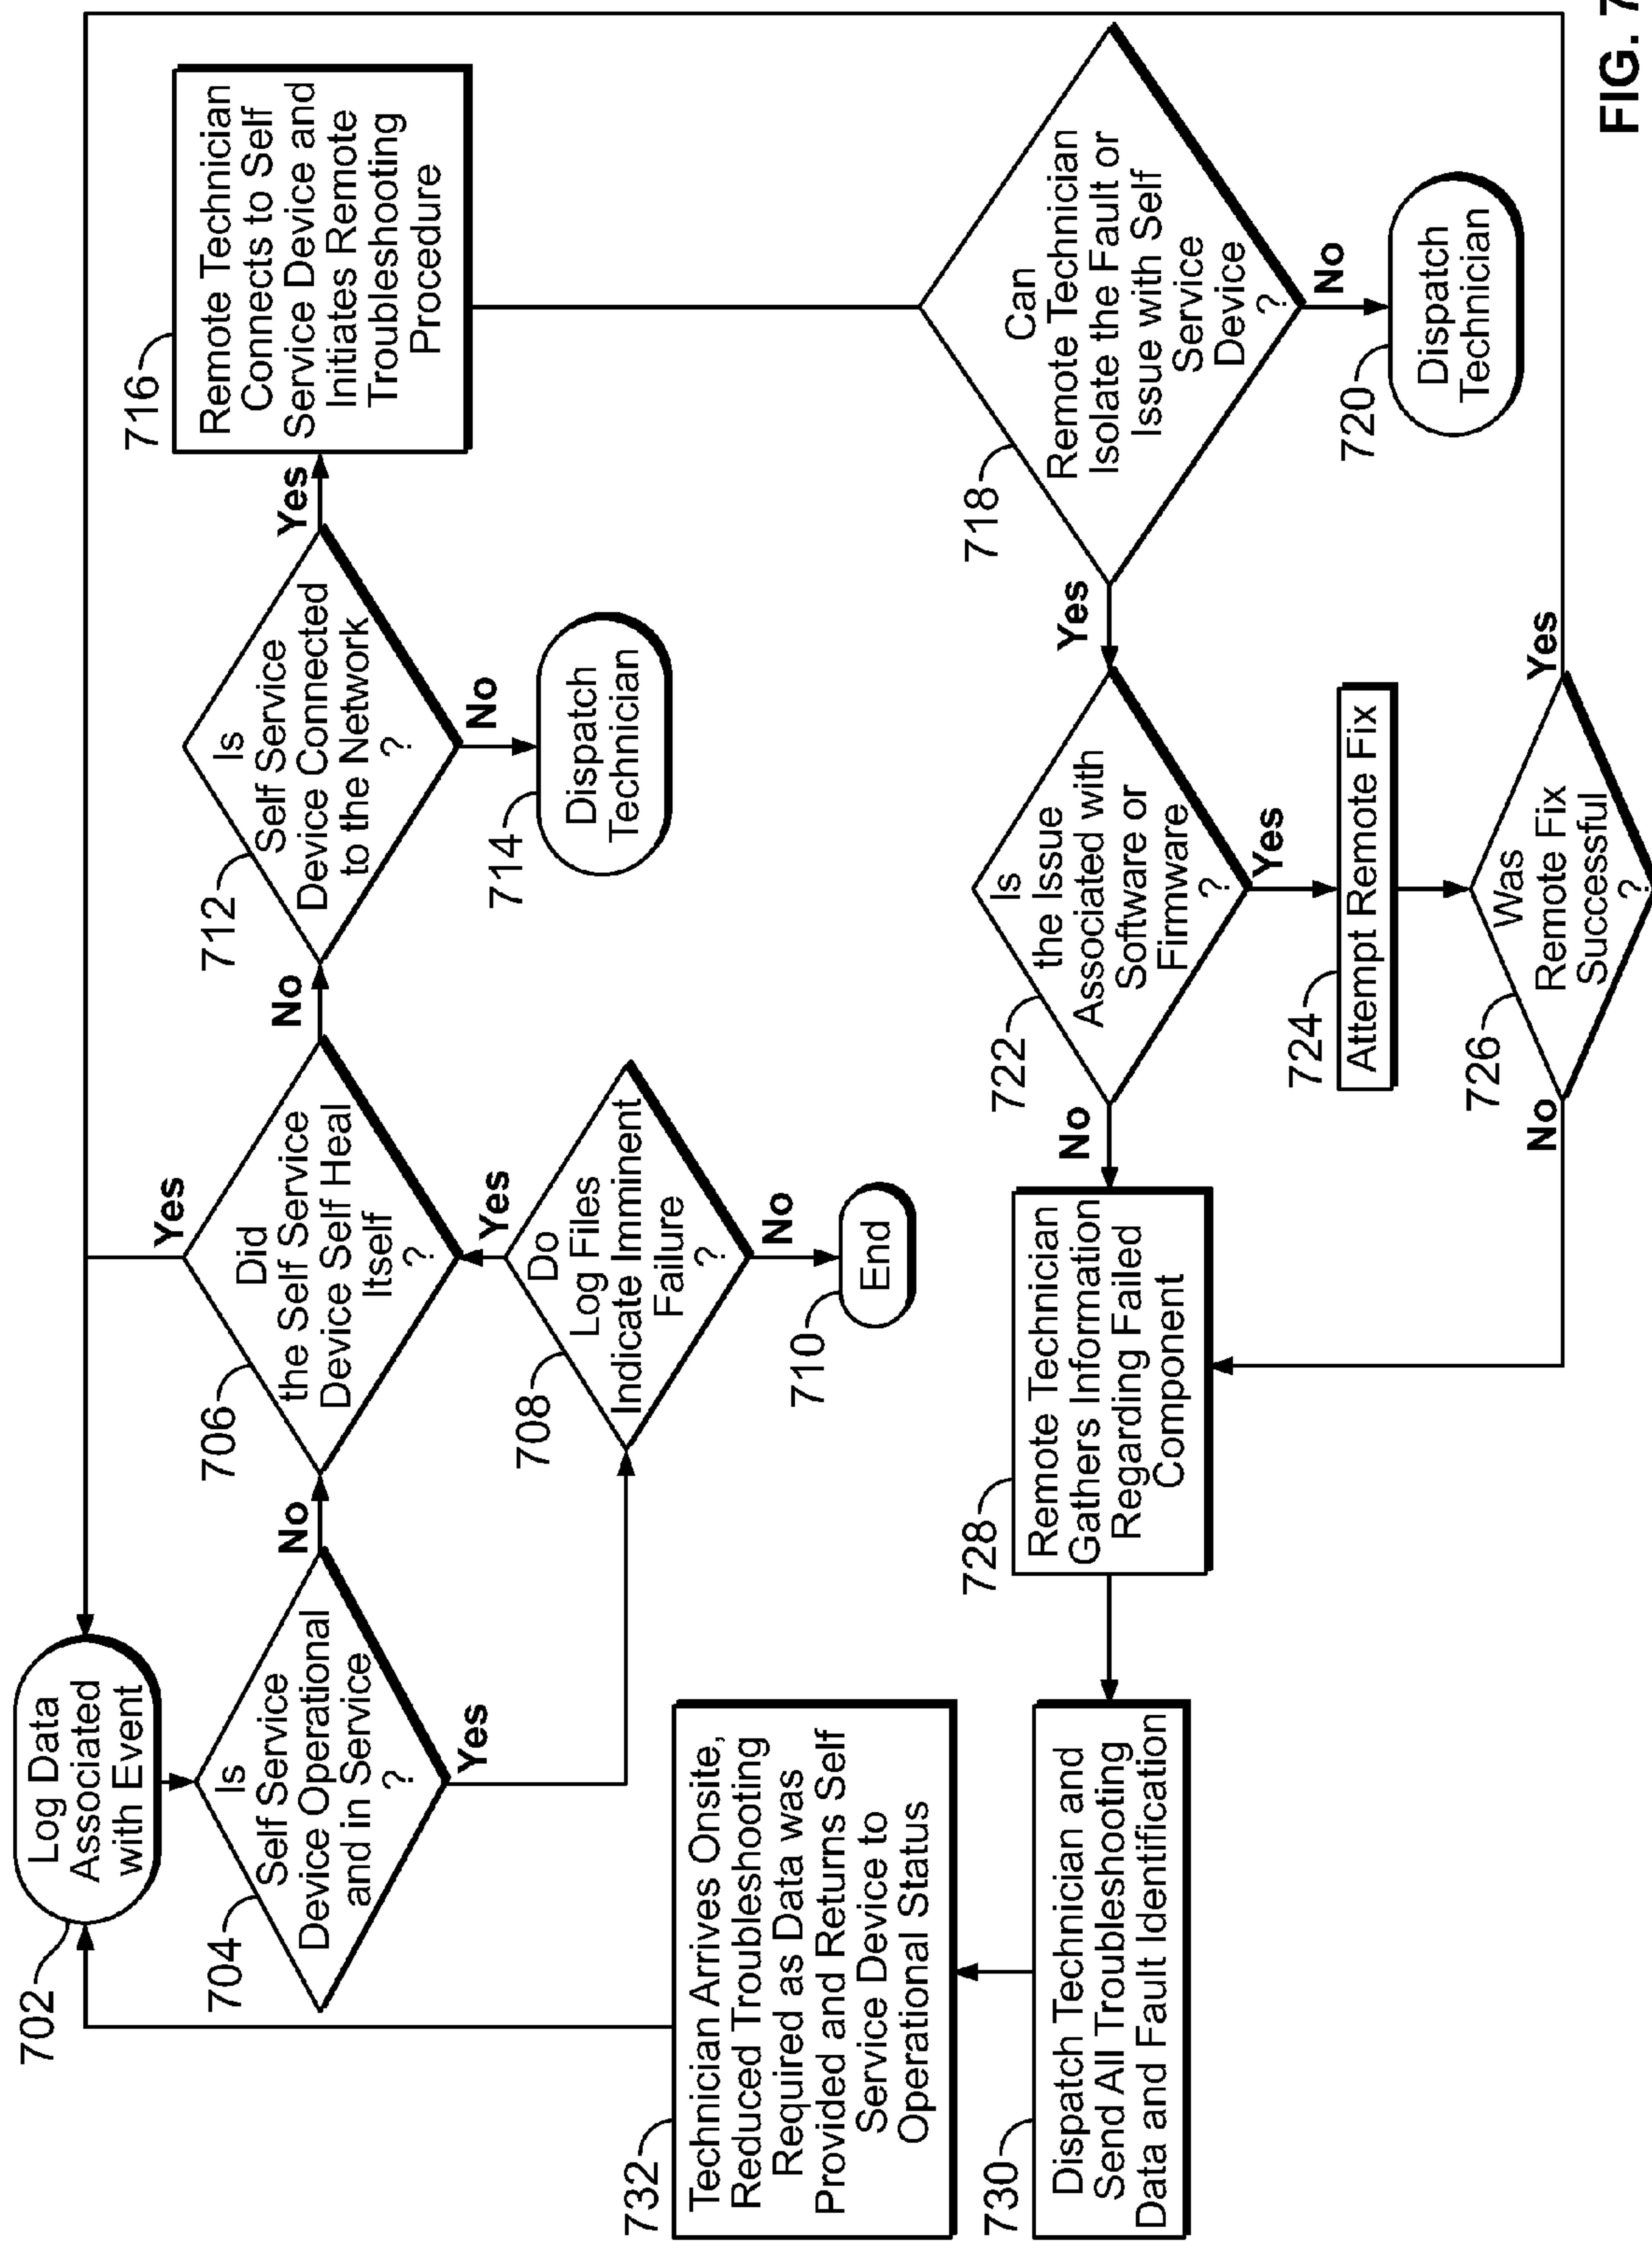 702
Log Data
Associated
with Event
704
Is
Self Service
Device Operational
and in Service
?
No
Yes
706
Did
the Self Service
Device Self Heal
Itself
?
Yes
No
708
Do
Log Files
Indicate Imminent
Failure
?
Yes
No
710
End
712
Is
Self Service
Device Connected
to the Network
?
Yes
No
714
Dispatch
Technician
716
Remote Technician
Connects to Self
Service Device and
Initiates Remote
Troubleshooting
Procedure
718
Can
Remote Technician
Isolate the Fault or
Issue with Self
Service
Device
?
Yes
No
720
Dispatch
Technician
722
Is
the Issue
Associated with
Software or
Firmware
?
No
Yes
724
Attempt Remote Fix
726
Was
Remote Fix
Successful
?
No
Yes
728
Remote Technician
Gathers Information
Regarding Failed
Component
730
Dispatch Technician and
Send All Troubleshooting
Data and Fault Identification
732
Technician Arrives Onsite,
Reduced Troubleshooting
Required as Data was
Provided and Returns Self
Service Device to
Operational Status
FIG. 7